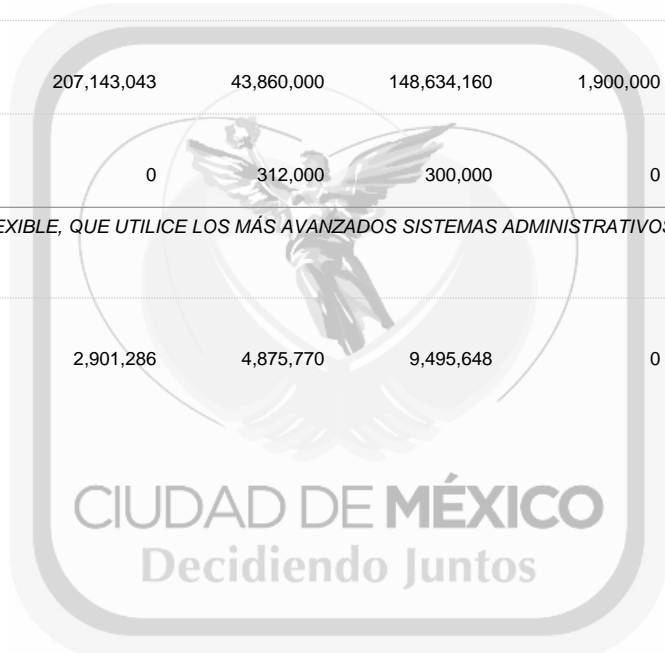 207,143,043 43,860,000 148,634,160 1,900,000
0 312,000 300,000 0
EXIBLE, QUE UTILICE LOS MÁS AVANZADOS SISTEMAS ADMINISTRATIVOS
2,901,286 4,875,770 9,495,648 0
CIUDAD DE MÉXICO
Decidiendo Juntos